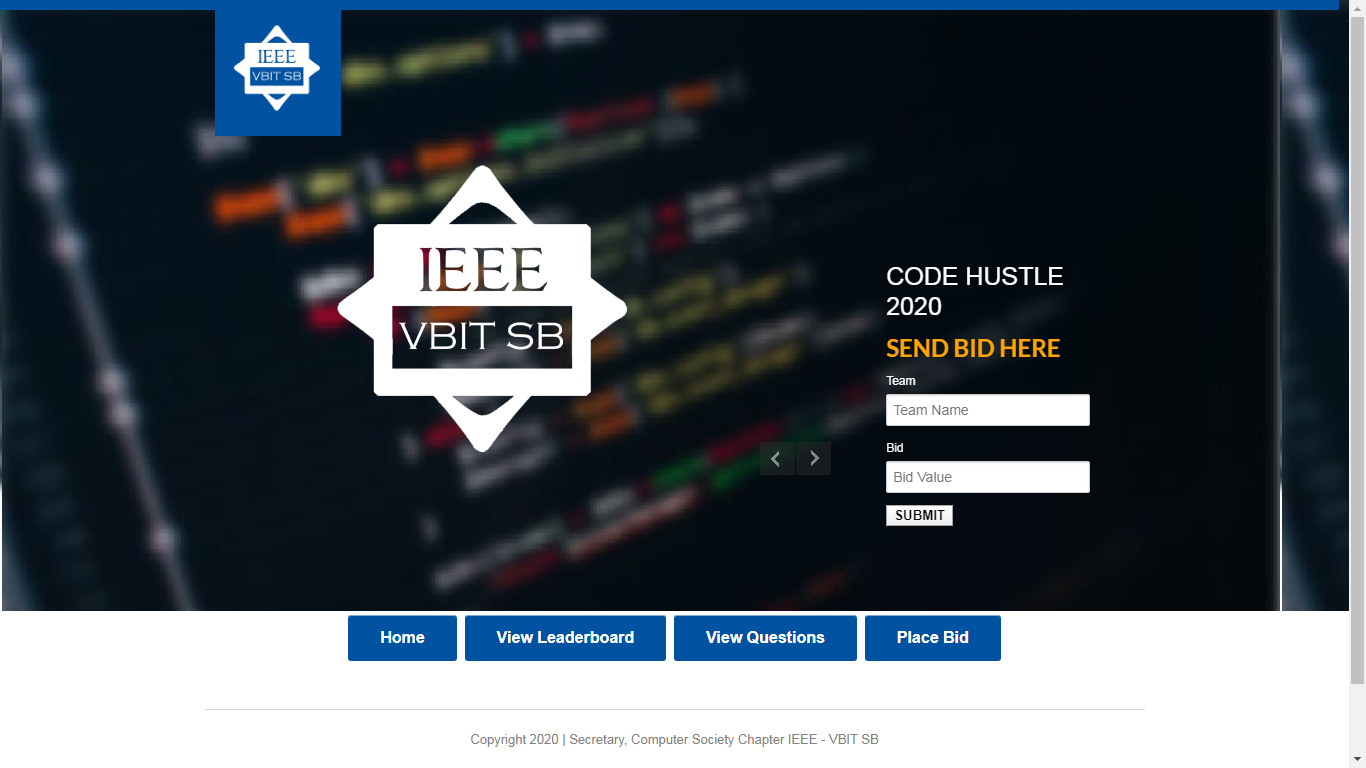 IEEE
VBIT SB
IEEE
VBIT SB
CODE HUSTLE
2020
SEND BID HERE
Team
Team Name
Bid
Bid Value
SUBMIT
Home
View Leaderboard
View Questions
Place Bid
Copyright 2020 | Secretary, Computer Society Chapter IEEE - VBIT SB